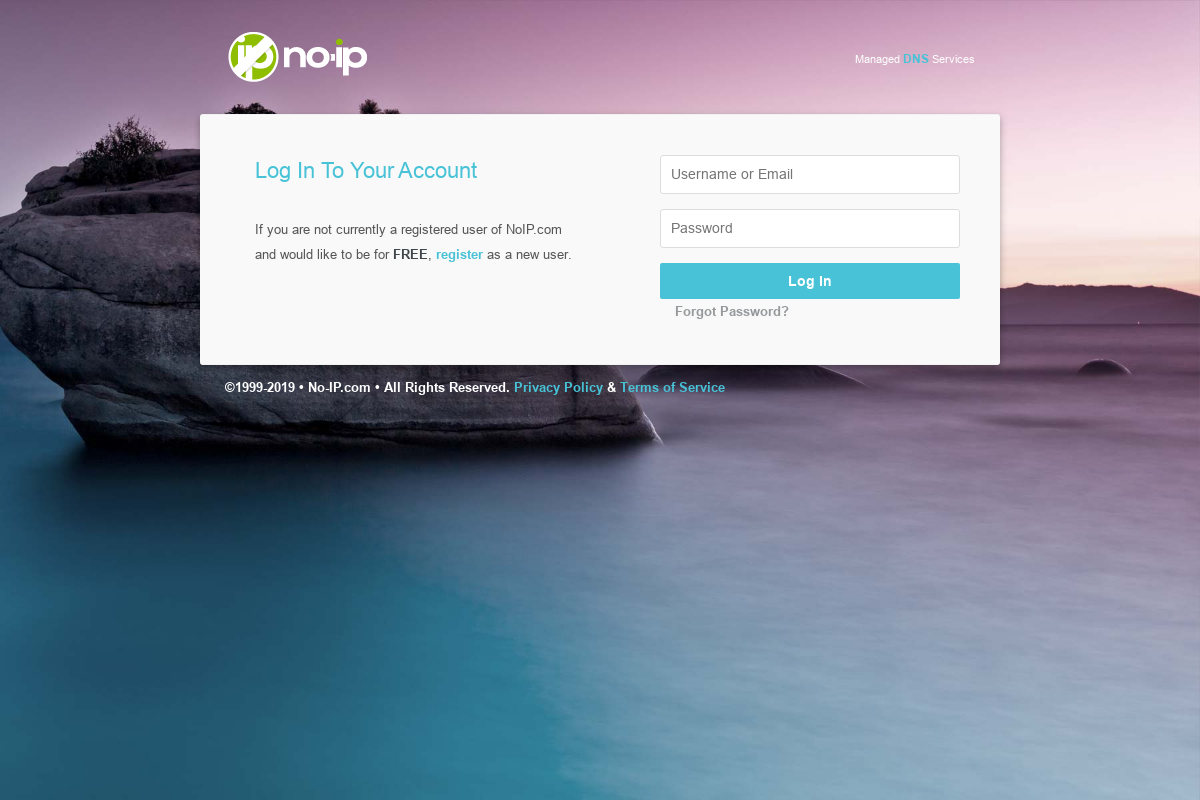 no-ip
Managed DNS Services
Log In To Your Account
If you are not currently a registered user of NoIP.com
and would like to be for FREE, register as a new user.
Username or Email
Password
Log In
Forgot Password?
©1999-2019 • No-IP.com • All Rights Reserved. Privacy Policy & Terms of Service